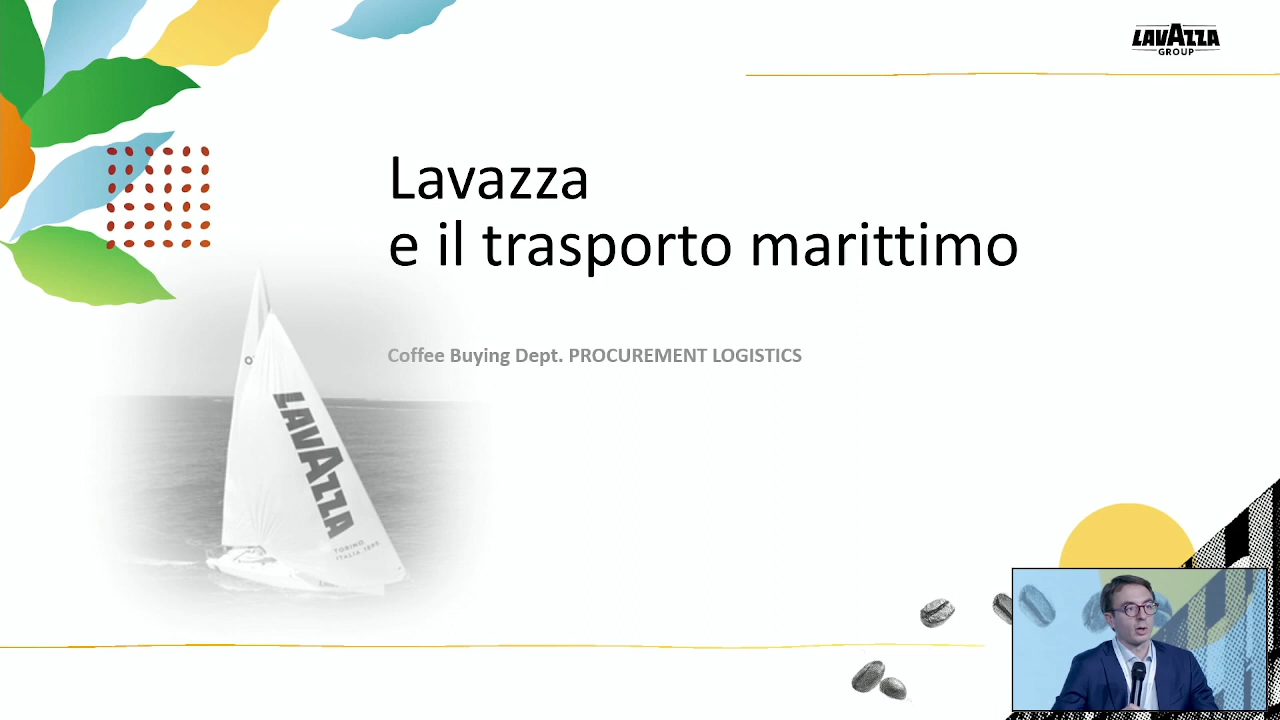 LAVAZZA
GROUP
Lavazza
e il trasporto marittimo
Coffee Buying Dept. PROCUREMENT LOGISTICS
LAVAZZA
TORINO,
ITALIA, 1895